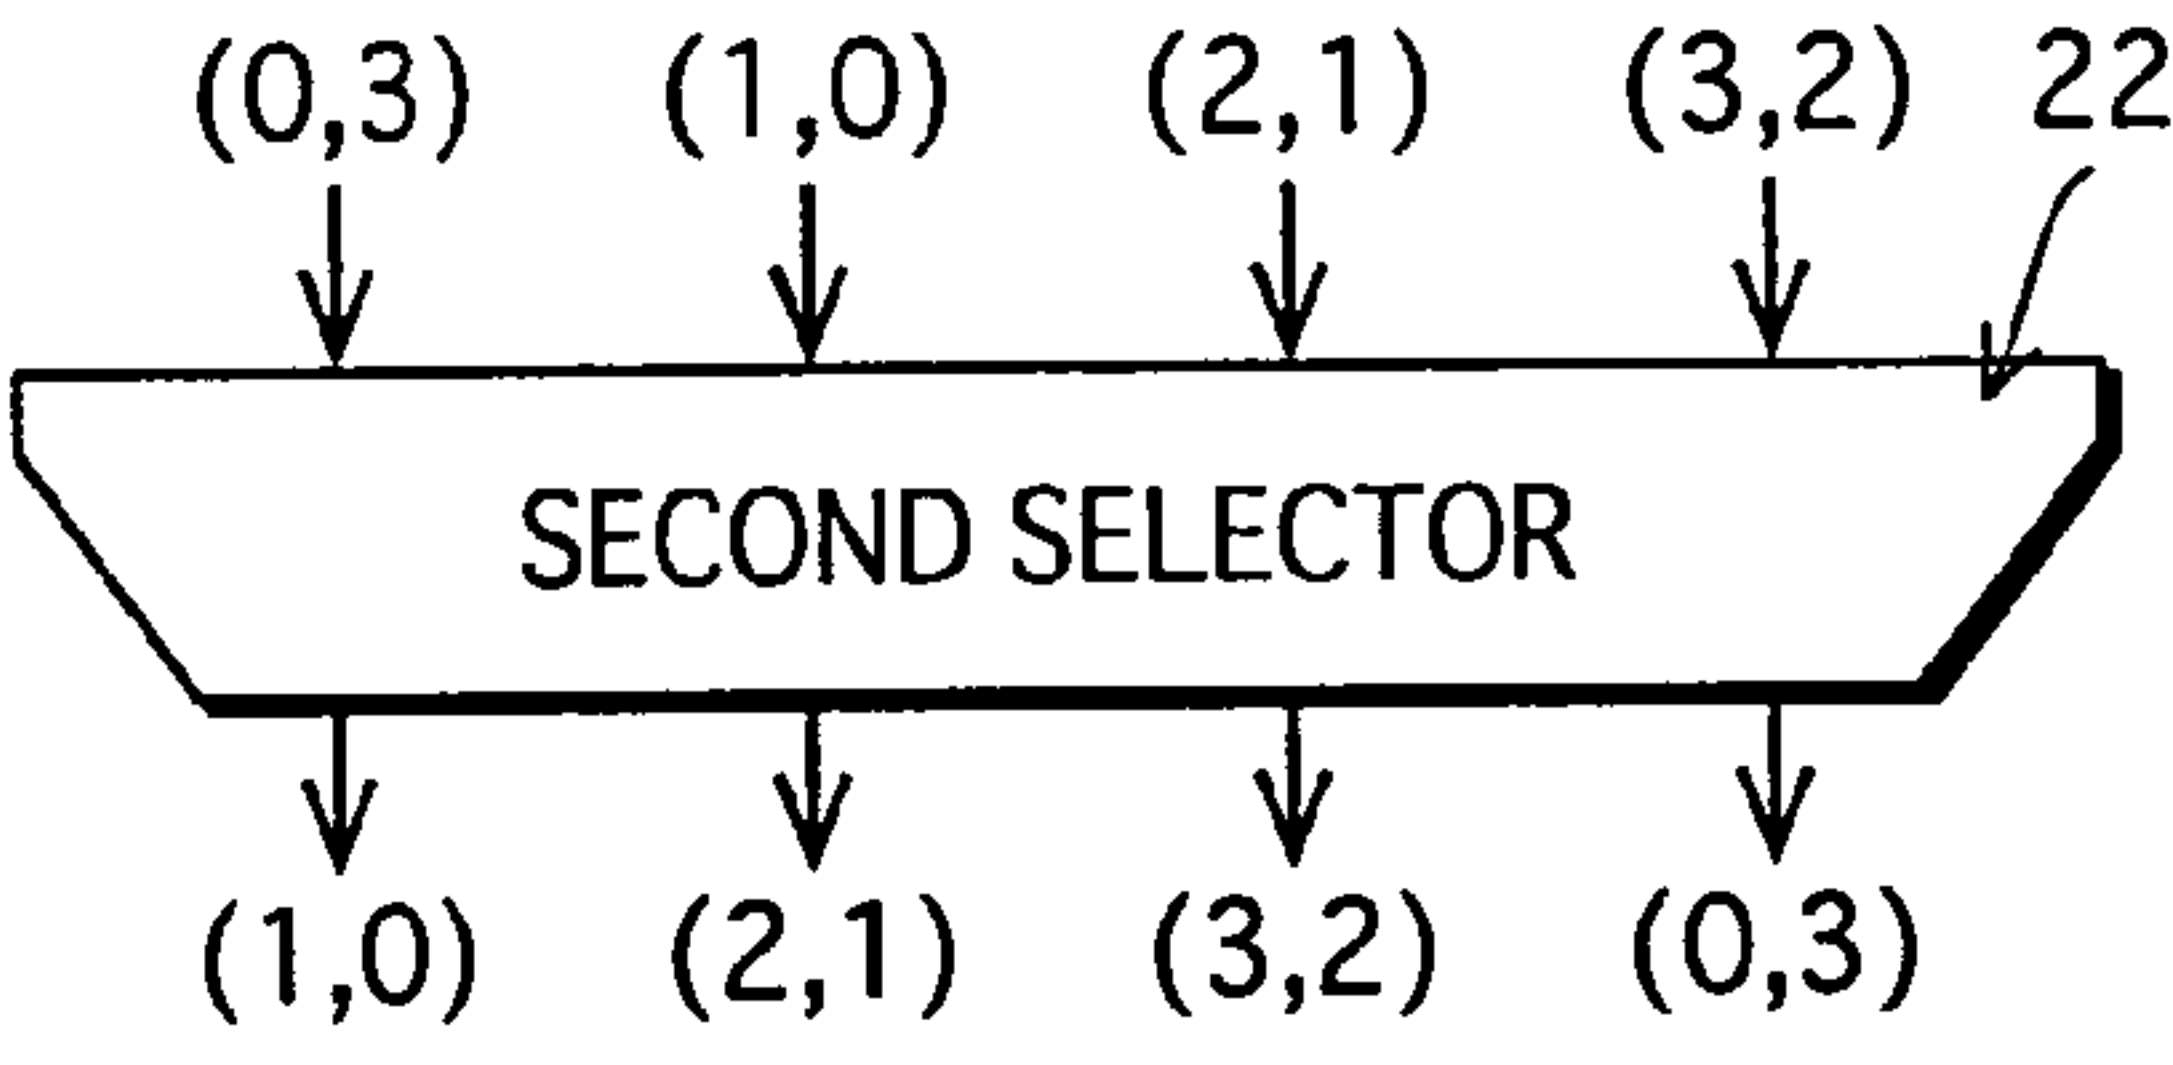 (0,3) (1,0) (2,1) (3,2) 22
SECOND SELECTOR
(1,0) (2,1) (3,2) (0,3)